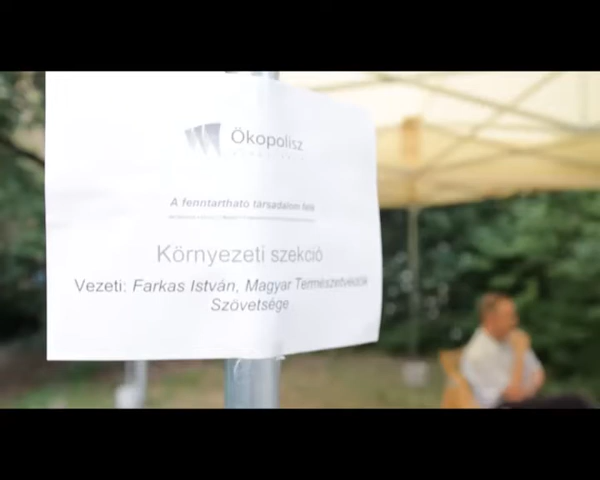 Ökopolisz
A fenntartható társadalom felé
Környezeti szekció
Vezeti: Farkas István, Magyar Természetvédők
Szövetsége